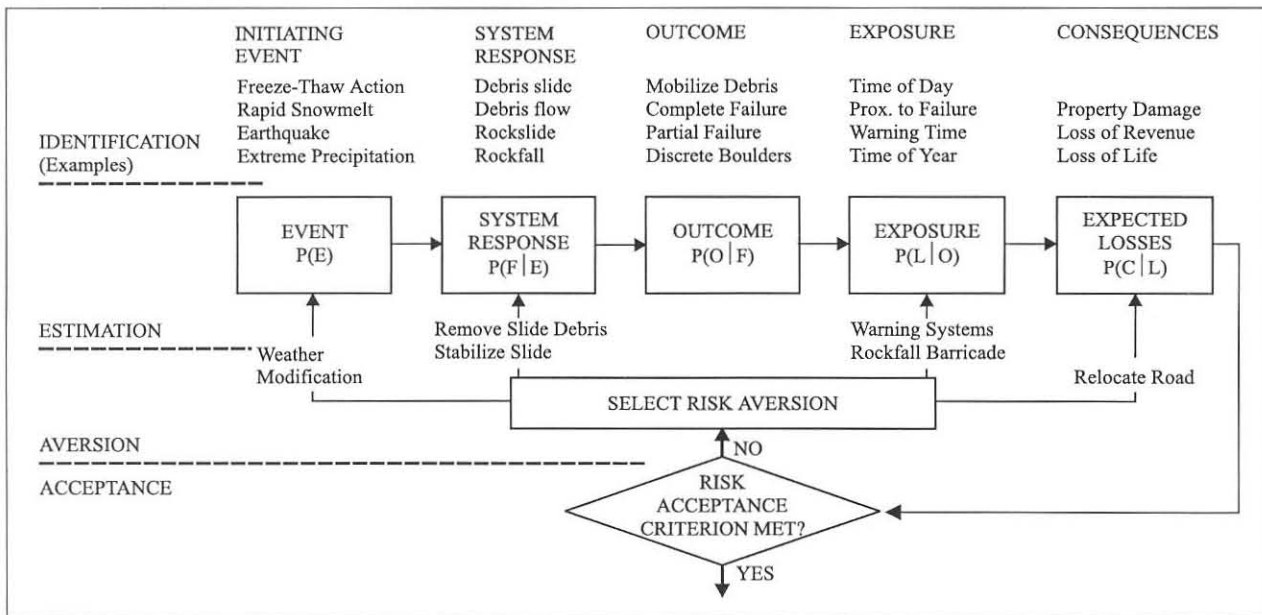 INITIATING
EVENT
SYSTEM
RESPONSE
OUTCOME
EXPOSURE
CONSEQUENCES
Freeze-Thaw Action
Rapid Snowmelt
Earthquake
Extreme Precipitation
Debris slide
Debris flow
Rockslide
Rockfall
Mobilize Debris
Complete Failure
Partial Failure
Discrete Boulders
Time of Day
Prox. to Failure
Warning Time
Time of Year
Property Damage
Loss of Revenue
Loss of Life
IDENTIFICATION
(Examples)
EVENT
P(E)
SYSTEM
RESPONSE
P(F|E)
OUTCOME
P(O|F)
EXPOSURE
P(L|O)
EXPECTED
LOSSES
P(C|L)
ESTIMATION
Weather
Modification
Remove Slide Debris
Stabilize Slide
Warning Systems
Rockfall Barricade
Relocate Road
SELECT RISK AVERSION
AVERSION
NO
ACCEPTANCE
RISK
ACCEPTANCE
CRITERION MET?
YES